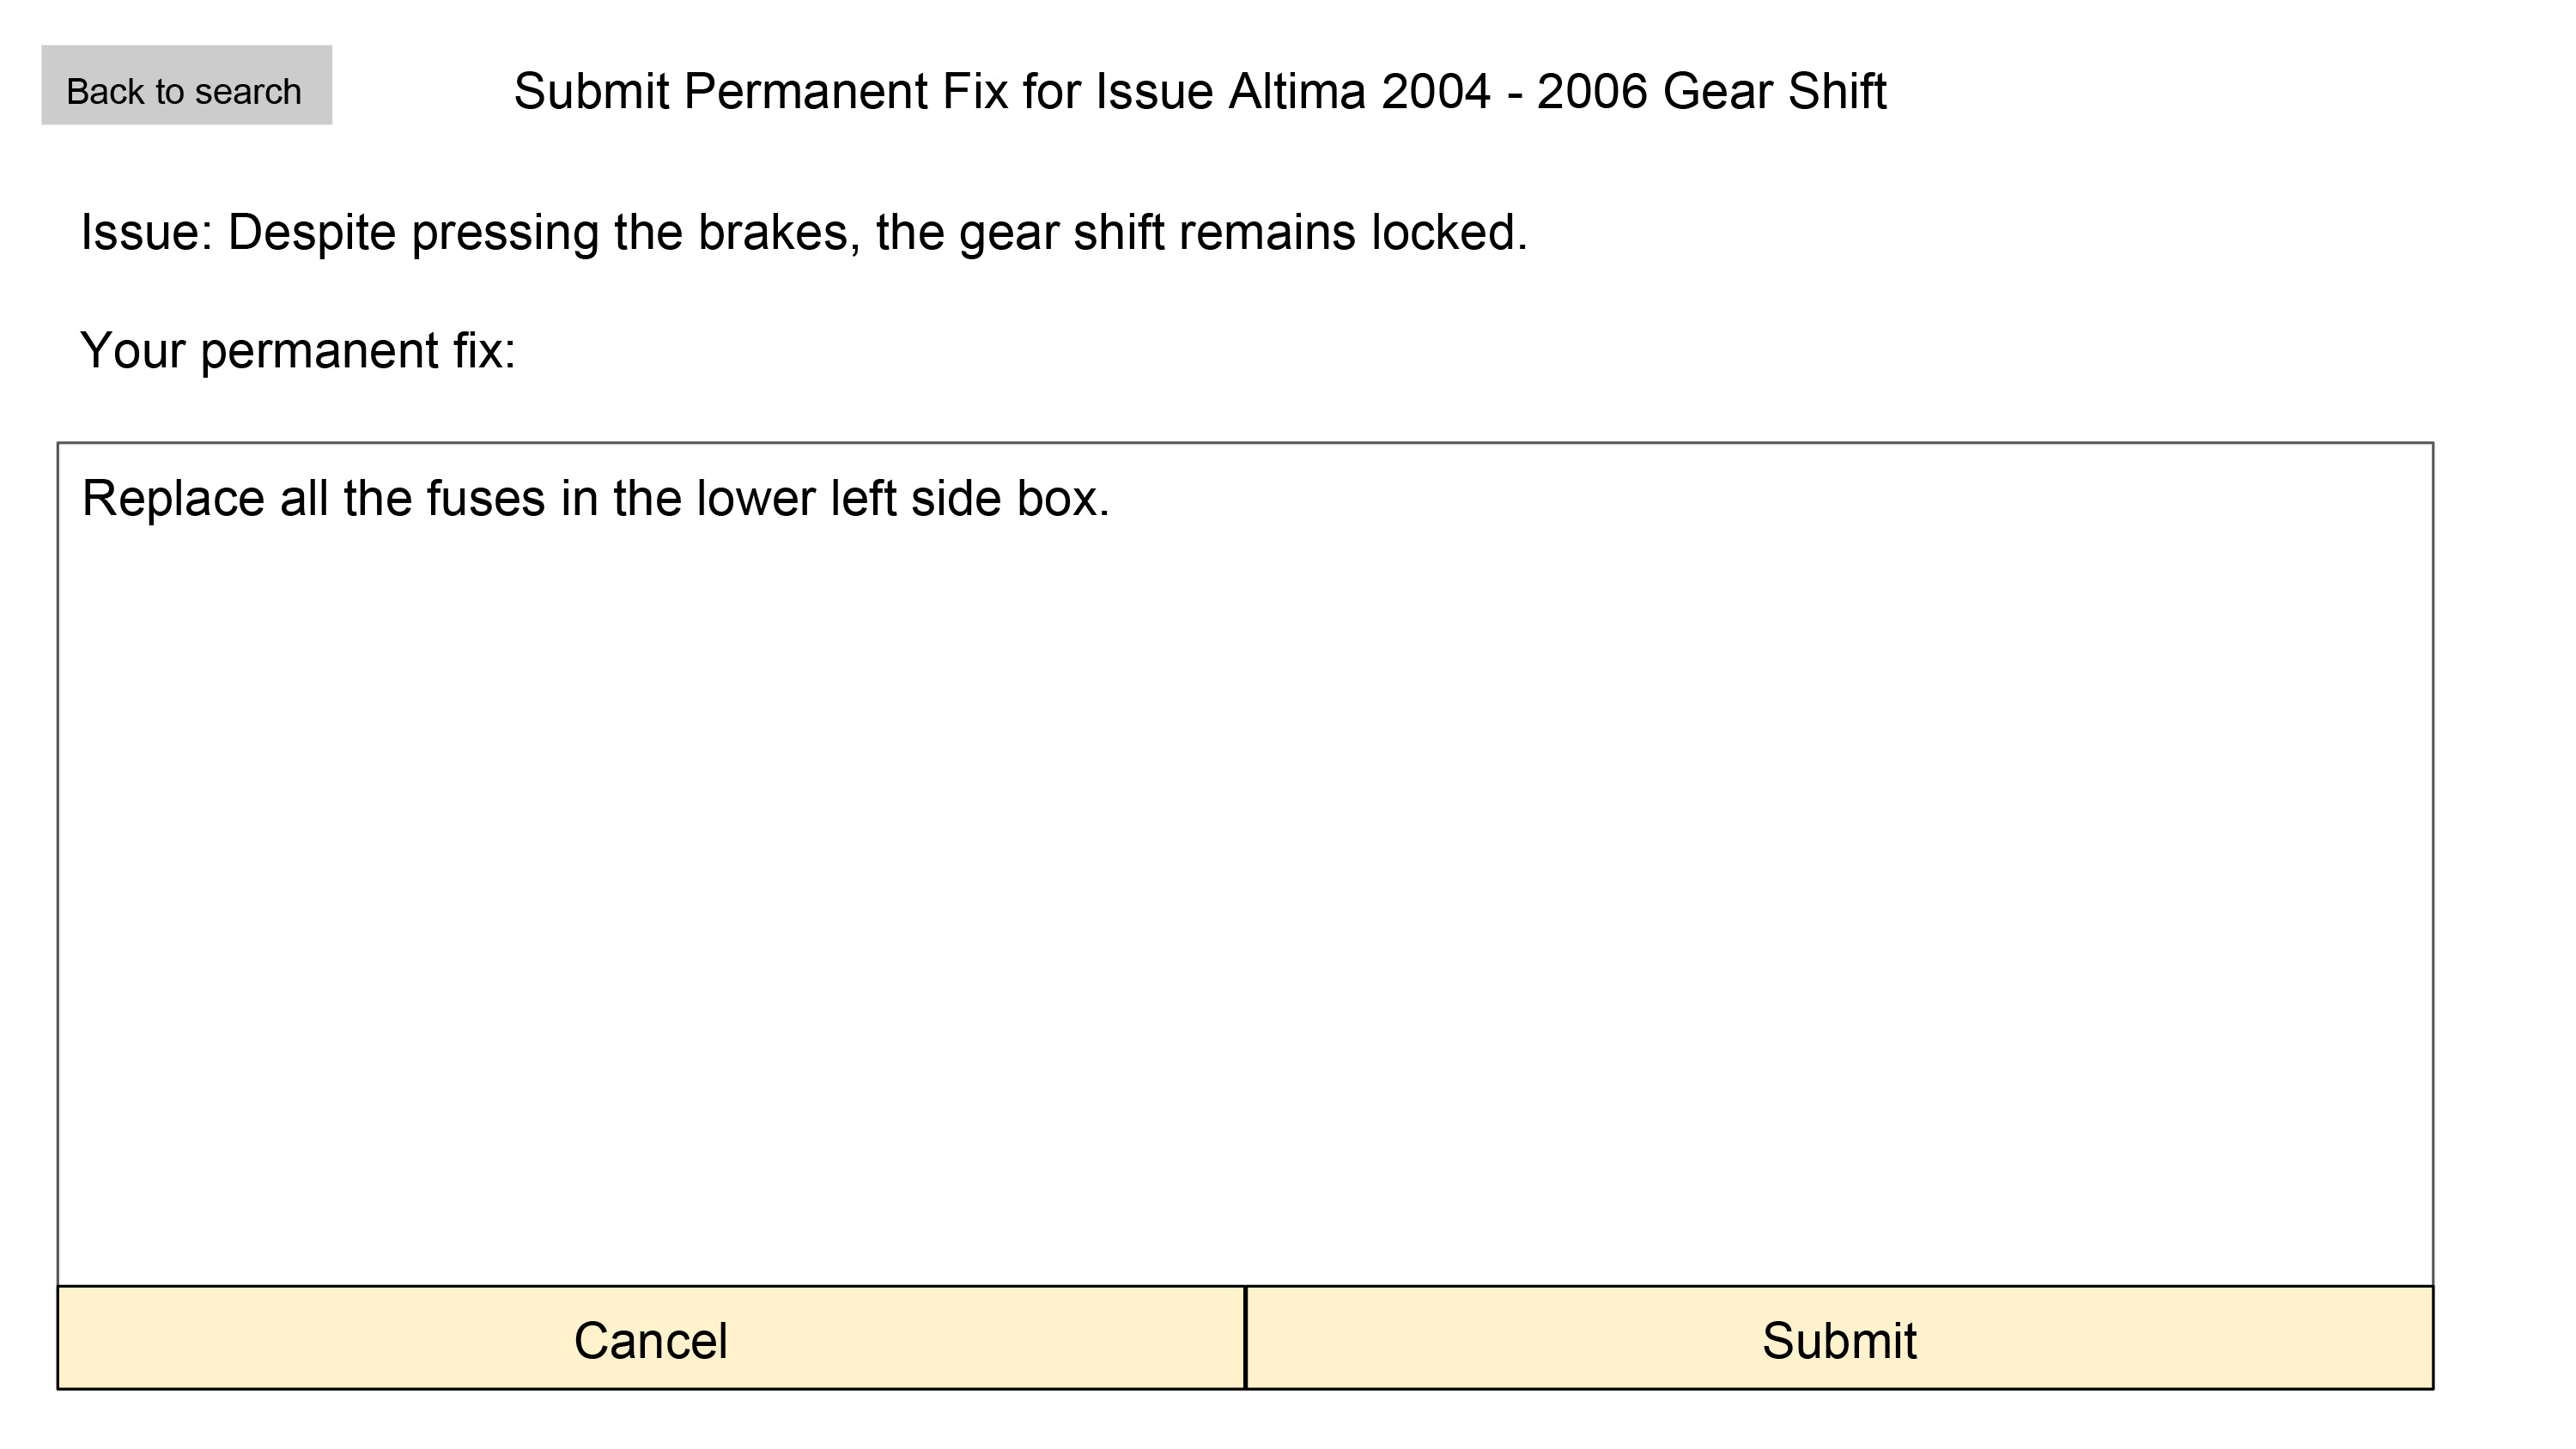 Back to search
Submit Permanent Fix for Issue Altima 2004 - 2006 Gear Shift
Issue: Despite pressing the brakes, the gear shift remains locked.
Your permanent fix:
Replace all the fuses in the lower left side box.
Cancel
Submit